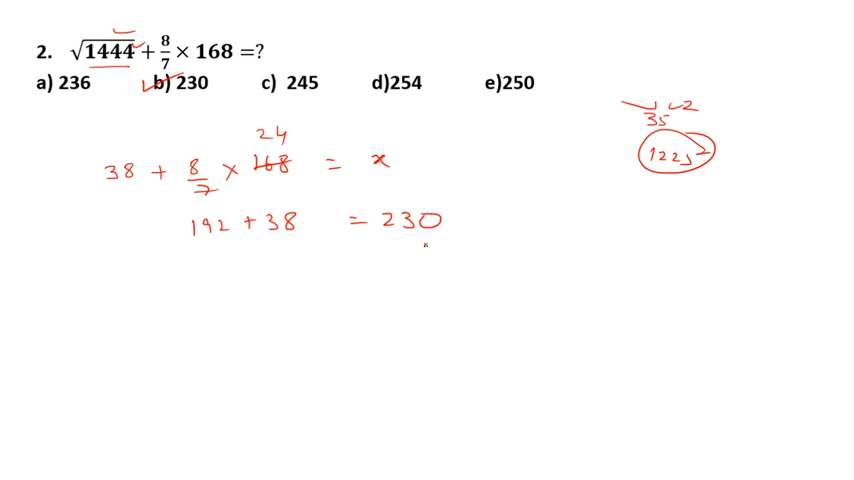 2. √1444 + 8/7 × 168 =?
a) 236 b) 230 c) 245 d)254 e)250
35 2
1225
24
38 + 8/7 × 168 = x
192 + 38 = 230